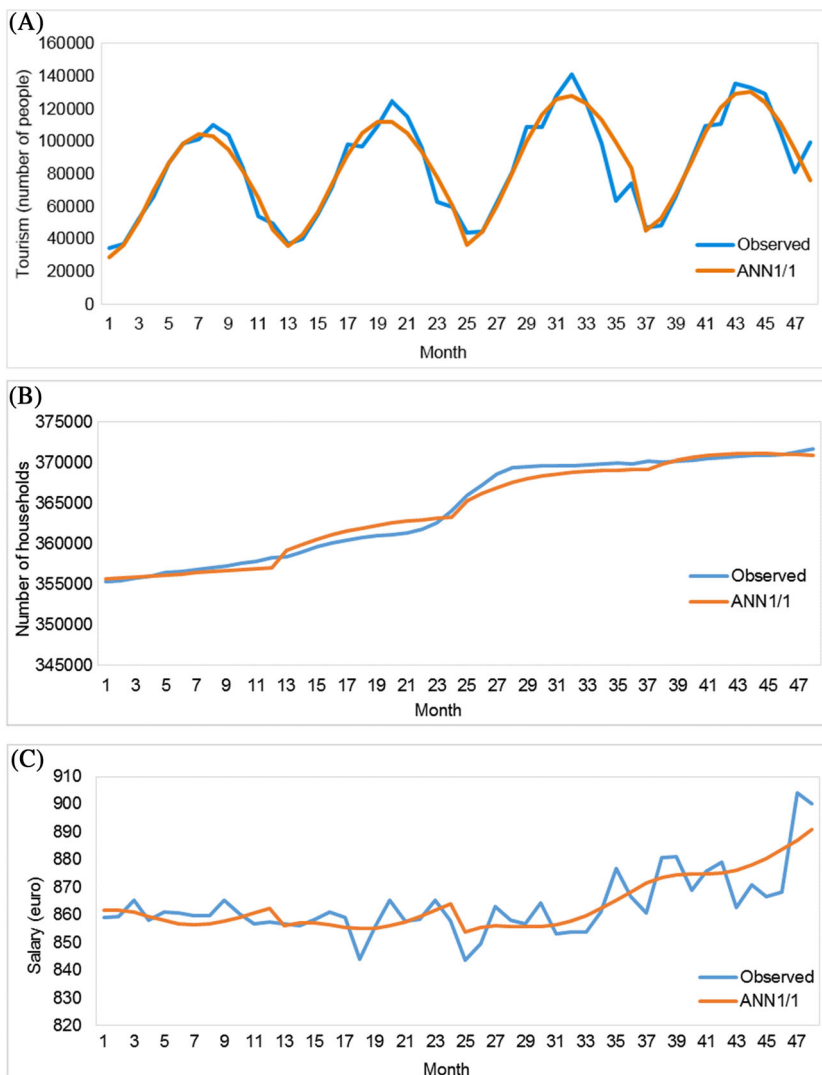 (A)
160000
140000
120000
100000
80000
60000
40000
20000
0
Tourism (number of people)
Observed
ANN1/1
1 3 5 7 9 11 13 15 17 19 21 23 25 27 29 31 33 35 37 39 41 43 45 47
Month
(B)
375000
370000
365000
360000
355000
350000
345000
Number of households
Observed
ANN1/1
1 3 5 7 9 11 13 15 17 19 21 23 25 27 29 31 33 35 37 39 41 43 45 47
Month
(C)
910
900
890
880
870
860
850
840
830
820
Salary (euro)
Observed
ANN1/1
1 3 5 7 9 11 13 15 17 19 21 23 25 27 29 31 33 35 37 39 41 43 45 47
Month